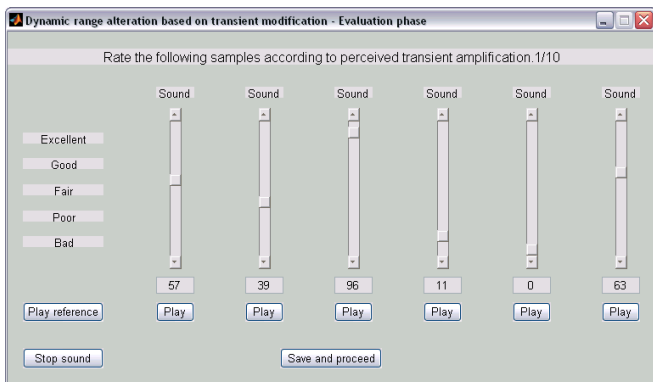 Dynamic range alteration based on transient modification - Evaluation phase
Rate the following samples according to perceived transient amplification.1/10
Sound Sound Sound Sound Sound Sound
Excellent
Good
Fair
Poor
Bad
57 39 96 11 0 63
Play reference Play Play Play Play Play Play
Stop sound Save and proceed